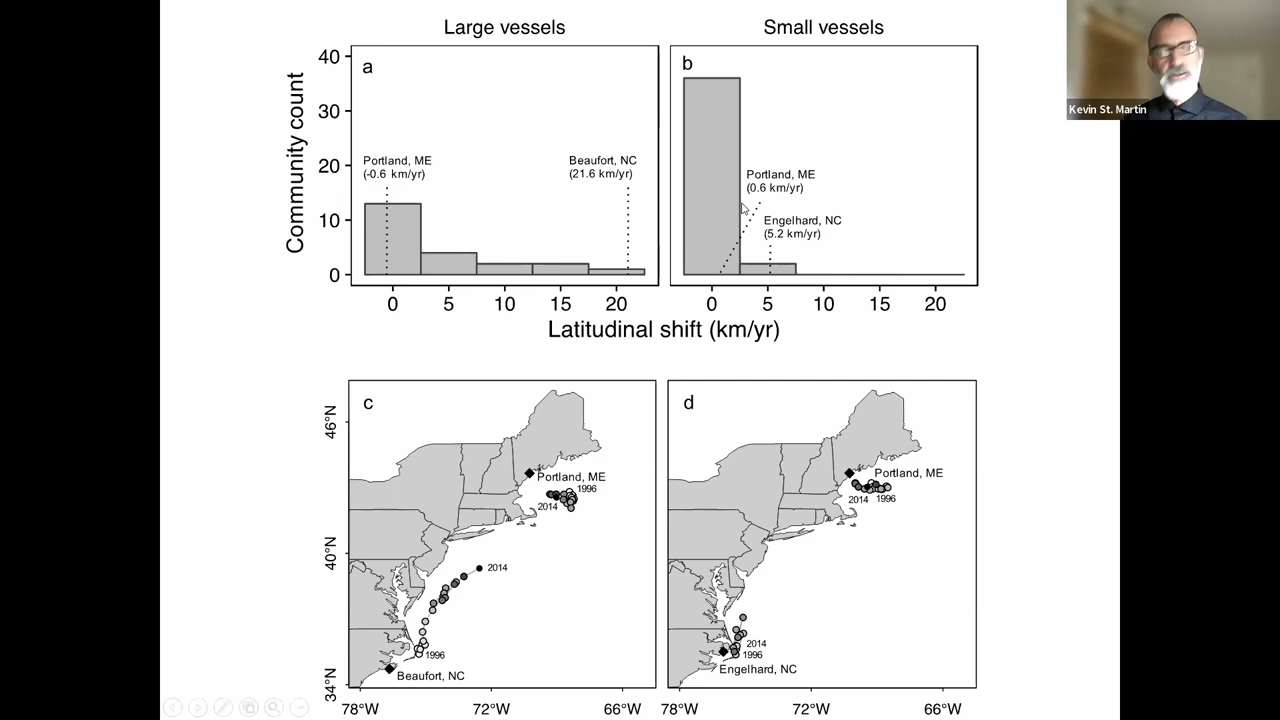 Large vessels
Small vessels
Kevin St. Martin
Community count
40
30
20
10
0
a
Portland, ME
(-0.6 km/yr)
Beaufort, NC
(21.6 km/yr)
b
Portland, ME
(0.6 km/yr)
Engelhard, NC
(5.2 km/yr)
0 5 10 15 20
0 5 10 15 20
Latitudinal shift (km/yr)
46°N
40°N
34°N
c
Portland, ME
1996
2014
2014
1996
Beaufort, NC
d
Portland, ME
2014 1996
2014
1996
Engelhard, NC
78°W 72°W 66°W
78°W 72°W 66°W